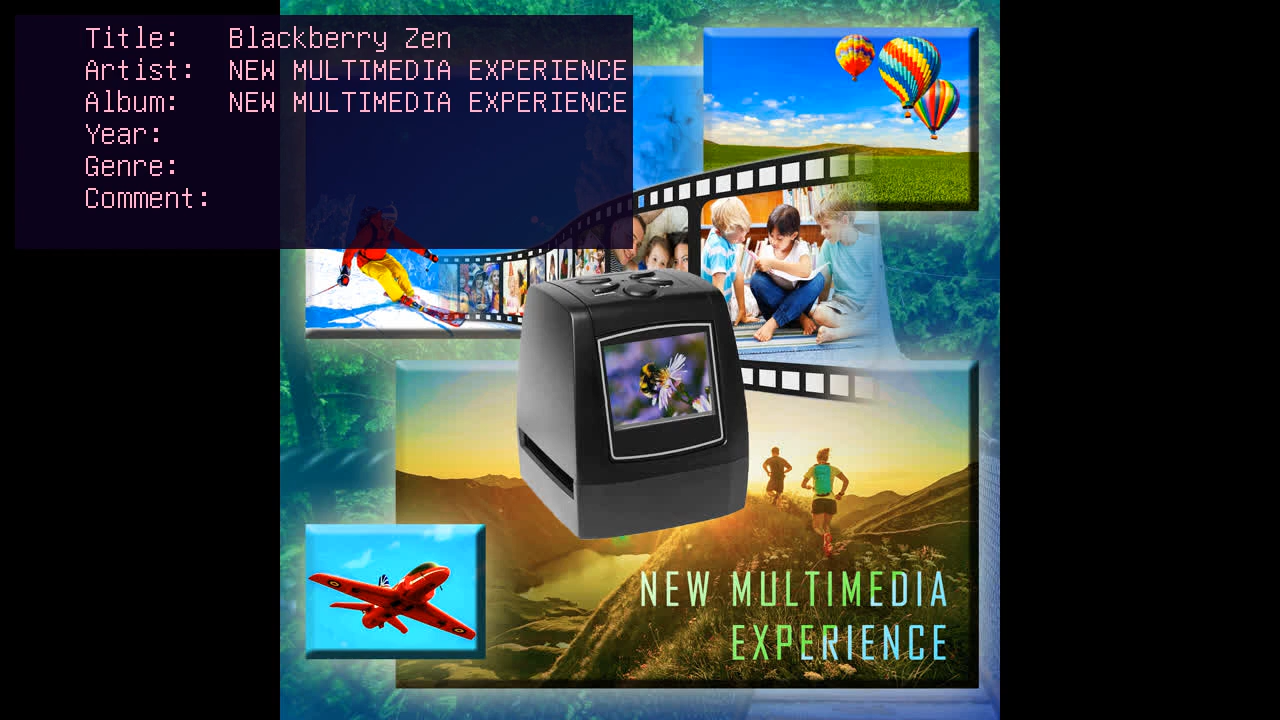 Title: Blackberry Zen
Artist: NEW MULTIMEDIA EXPERIENCE
Album: NEW MULTIMEDIA EXPERIENCE
Year:
Genre:
Comment:
NEW MULTIMEDIA
EXPERIENCE